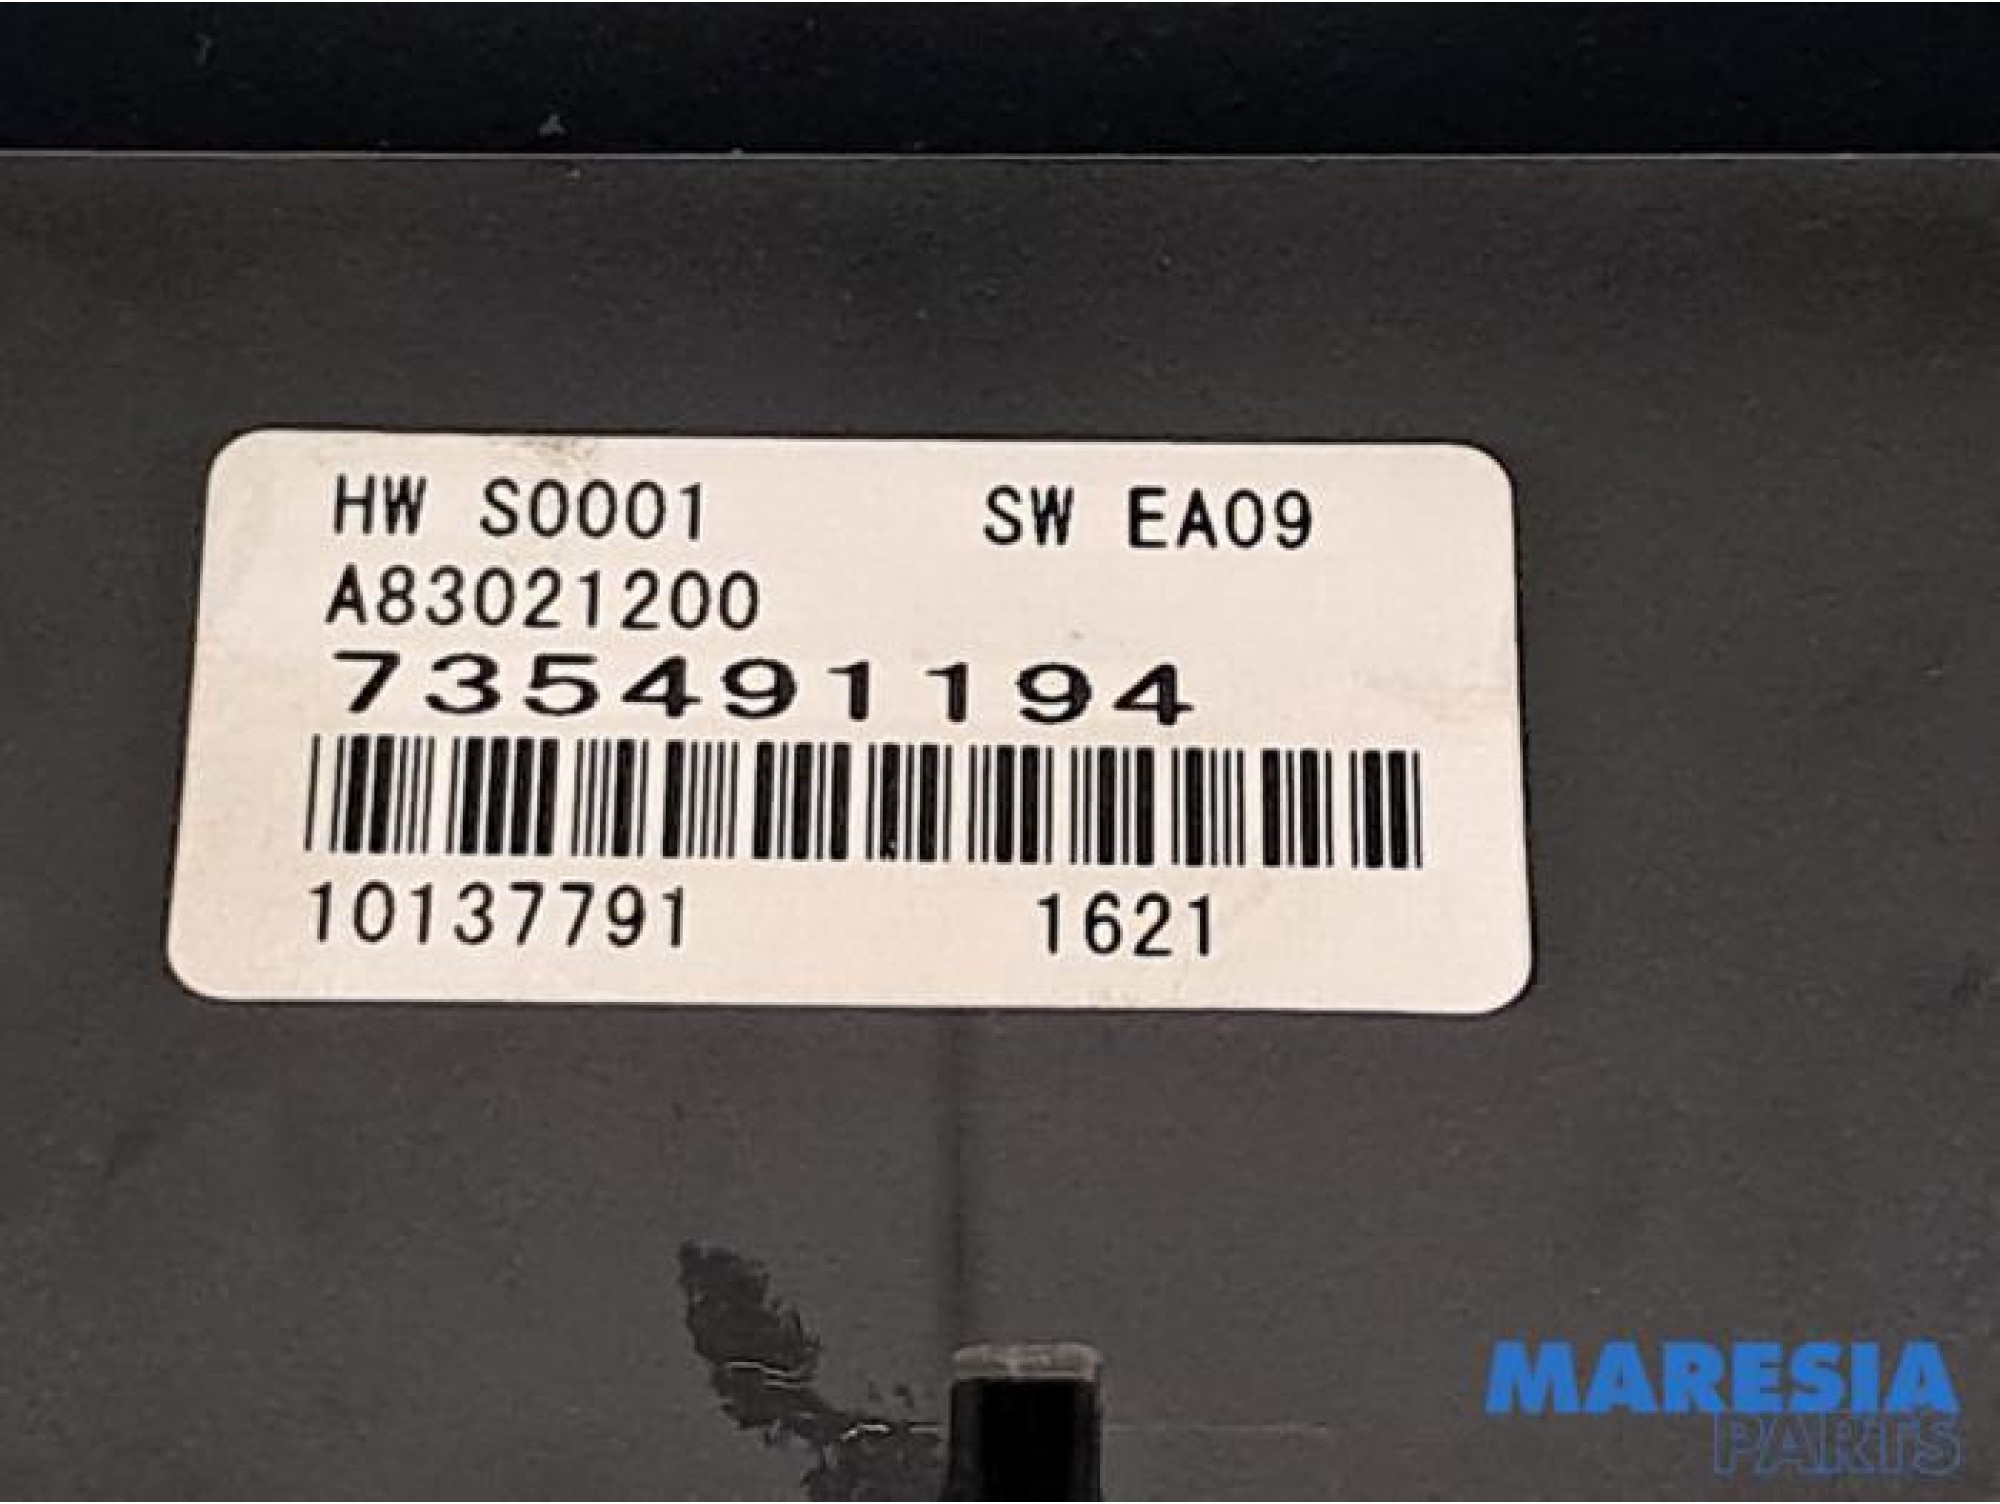 HW S0001 SW EA09
A83021200
735491194
10137791 1621
MARESIA
PARTS